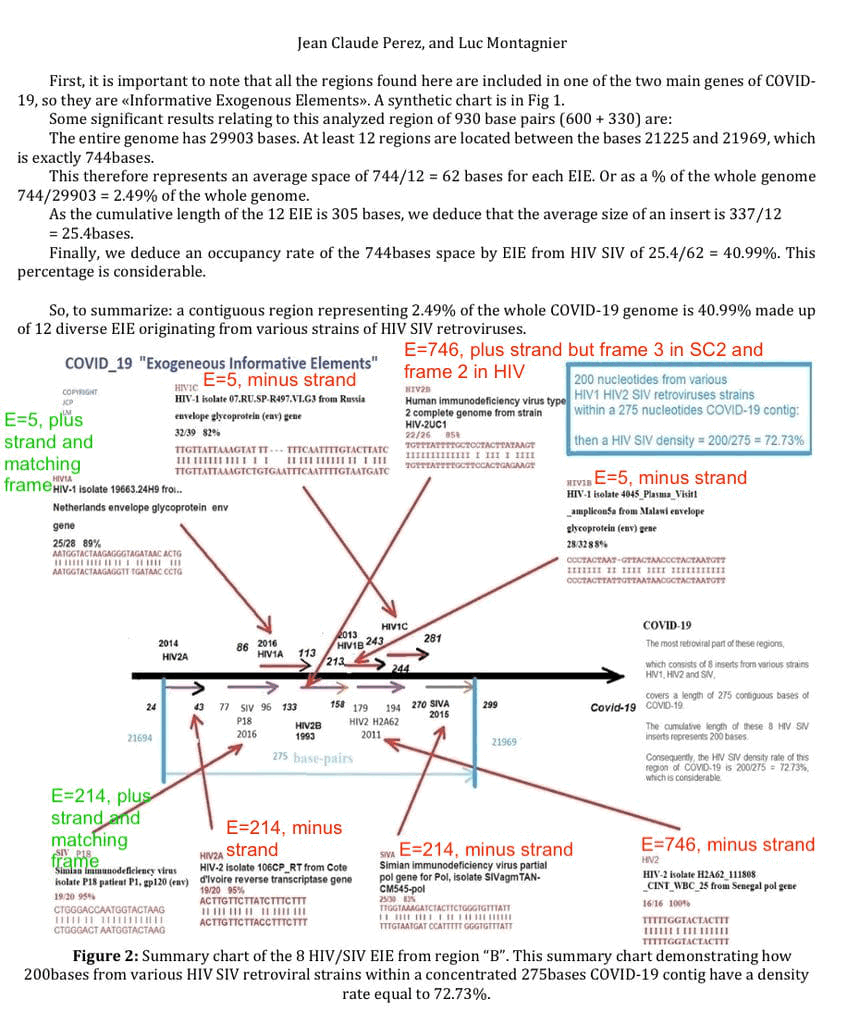 Jean Claude Perez, and Luc Montagnier
First, it is important to note that all the regions found here are included in one of the two main genes of COVID-
19, so they are «Informative Exogenous Elements». A synthetic chart is in Fig 1.
Some significant results relating to this analyzed region of 930 base pairs (600 + 330) are:
The entire genome has 29903 bases. At least 12 regions are located between the bases 21225 and 21969, which
is exactly 744bases.
This therefore represents an average space of 744/12 = 62 bases for each EIE. Or as a % of the whole genome
744/29903 = 2.49% of the whole genome.
As the cumulative length of the 12 EIE is 305 bases, we deduce that the average size of an insert is 337/12
= 25.4bases.
Finally, we deduce an occupancy rate of the 744bases space by EIE from HIV SIV of 25.4/62 = 40.99%. This
percentage is considerable.
So, to summarize: a contiguous region representing 2.49% of the whole COVID-19 genome is 40.99% made up
of 12 diverse EIE originating from various strains of HIV SIV retroviruses.
COVID_19 "Exogeneous Informative Elements"
COPYRIGHT
JCP
LM
E=5, plus
strand and
matching
frame
HIV1A
HIV-1 isolate 19663.24H9 fro...
Netherlands envelope glycoprotein env
gene
25/28 89%
AATGGTACTAAGAGGGTAGATAAC ACTG
AATGGTACTAAGAGGTT TGATAAC CCTG
E=5, minus strand
HIV1C
HIV-1 isolate 07.RU.SP-R497.VI.G3 from Russia
envelope glycoprotein (env) gene
32/39 82%
TTGTTATTAAAGTAT TT--- TTTCAATTTTGTACTTATC
TTGTTATTAAAGTCTGTGAATTTCAATTTTGTAATGATC
E=746, plus strand but frame 3 in SC2 and
frame 2 in HIV
HIV2B
Human immunodeficiency virus type
2 complete genome from strain
HIV-2UC1
22/26 85%
TGTTTATTTTGCTCCTACTTATAAGT
TGTTTATTTTGCTTCCACTGAGAAGT
200 nucleotides from various
HIV1 HIV2 SIV retroviruses strains
within a 275 nucleotides COVID-19 contig:
then a HIV SIV density = 200/275 = 72.73%
E=5, minus strand
HIV1B
HIV-1 isolate 4045_Plasma_Visit1
_amplicon5a from Malawi envelope
glycoprotein (env) gene
28/32 88%
CCCTACTAAT-GTTACTAACCCTACTAATGTT
CCCTACTTATTGTTAATAACGCTACTAATGTT
2014
HIV2A
86
2016
HIV1A
113
2013
HIV1B
243
HIV1C
281
213
244
24
43
77
SIV
P18
2016
96
133
HIV2B
1993
158
179
194
HIV2 H2A62
2011
270
SIVA
2015
299
Covid-19
21694
21969
275 base-pairs
COVID-19
The most retroviral part of these regions,
which consists of 8 inserts from various strains
HIV1, HIV2 and SIV,
covers a length of 275 contiguous bases of
COVID-19.
The cumulative length of these 8 HIV SIV
inserts represents 200 bases.
Consequently, the HIV SIV density rate of this
region of COVID-19 is 200/275 = 72.73%,
which is considerable.
E=214, plus
strand and
matching
frame
SIV P18
Simian immunodeficiency virus
isolate P18 patient P1, gp120 (env)
19/20 95%
CTGGGACCAATGGTACTAAG
CTGGGACT AATGGTACTAAG
E=214, minus
strand
HIV2A
HIV-2 isolate 106CP_RT from Cote
d'Ivoire reverse transcriptase gene
19/20 95%
ACTTGTTCTTATCTTTCTTT
ACTTGTTCTTACCTTTCTTT
E=214, minus strand
SIVA
Simian immunodeficiency virus partial
pol gene for Pol, isolate SIVagmTAN-
CM545-pol
25/30 83%
TTGGTAAAGATCTACTTCTGGGTGTTTATT
TTTGTAATGAT CCATTTTT GGGTGTTTATT
E=746, minus strand
HIV2
HIV-2 isolate H2A62_111808
_CINT_WBC_25 from Senegal pol gene
16/16 100%
TTTTTGGTACTACTTT
TTTTTGGTACTACTTT
Figure 2: Summary chart of the 8 HIV/SIV EIE from region “B”. This summary chart demonstrating how
200bases from various HIV SIV retroviral strains within a concentrated 275bases COVID-19 contig have a density
rate equal to 72.73%.